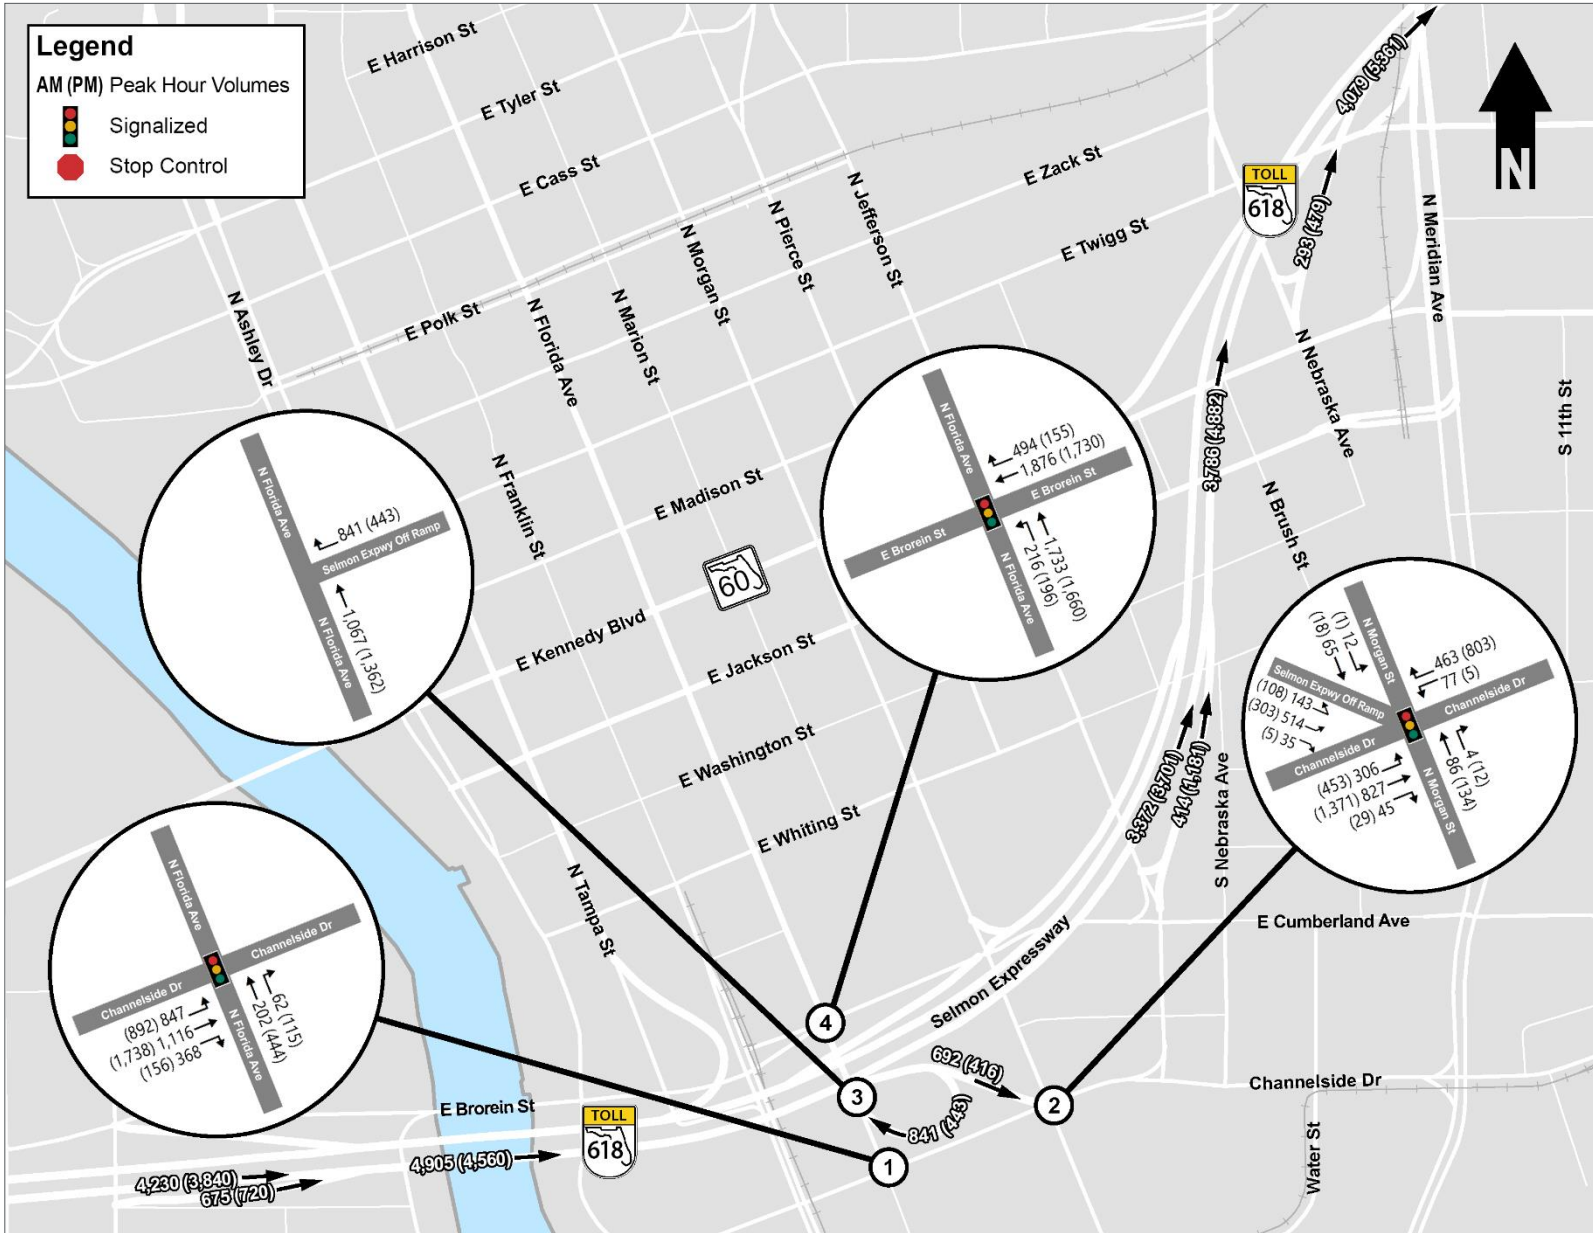 Legend
AM (PM) Peak Hour Volumes
Signalized
Stop Control
E Harrison St
E Tyler St
E Cass St
E Polk St
E Zack St
E Twigg St
N Ashley Dr
N Florida Ave
N Marion St
N Morgan St
N Pierce St
N Jefferson St
N Franklin St
E Madison St
60
E Kennedy Blvd
E Jackson St
E Washington St
E Whiting St
N Tampa St
N Nebraska Ave
N Brush St
N Meridian Ave
S 11th St
S Nebraska Ave
E Cumberland Ave
Selmon Expressway
Channelside Dr
Water St
E Brorein St
TOLL
618
TOLL
618
N
4,079 (5,361)
293 (479)
3,786 (4,882)
3,372 (3,701)
414 (1,181)
692 (416)
841 (443)
4,905 (4,560)
4,230 (3,840)
675 (720)
1
2
3
4
N Florida Ave
841 (443)
Selmon Expwy Off Ramp
N Florida Ave
1,067 (1,362)
N Florida Ave
494 (155)
1,876 (1,730)
E Brorein St
E Brorein St
N Florida Ave
216 (196)
1,733 (1,660)
N Morgan St
(1) 12
(18) 65
463 (803)
77 (5)
Channelside Dr
Selmon Expwy Off Ramp
(108) 143
(303) 514
(5) 35
Channelside Dr
(453) 306
(1,371) 827
(29) 45
N Morgan St
86 (134)
4 (12)
N Florida Ave
Channelside Dr
Channelside Dr
(892) 847
(1,738) 1,116
(156) 368
N Florida Ave
202 (444)
62 (115)